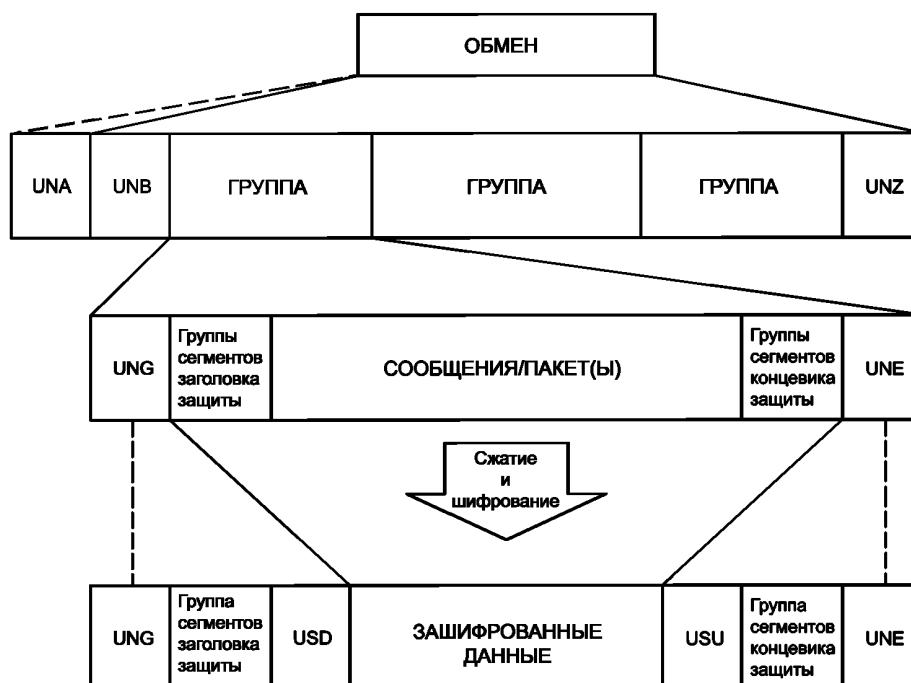 ОБМЕН
UNA
UNB
ГРУППА
ГРУППА
ГРУППА
UNZ
UNG
Группы
сегментов
заголовка
защиты
СООБЩЕНИЯ/ПАКЕТ(Ы)
Группы
сегментов
концевика
защиты
UNE
Сжатие
и
шифрование
UNG
Группа
сегментов
заголовка
защиты
USD
ЗАШИФРОВАННЫЕ
ДАННЫЕ
USU
Группа
сегментов
концевика
защиты
UNE